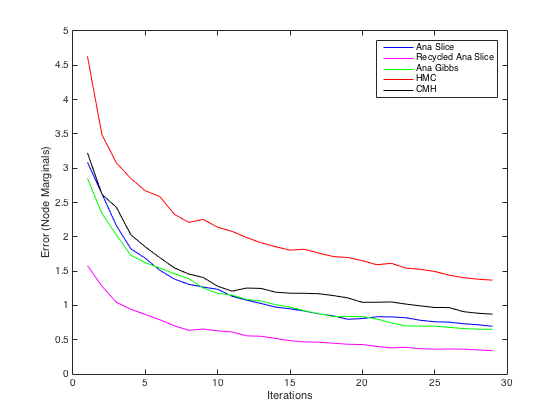 5
4.5
4
3.5
3
2.5
2
1.5
1
0.5
0
Error (Node Marginals)
Ana Slice
Recycled Ana Slice
Ana Gibbs
HMC
CMH
0 5 10 15 20 25 30
Iterations